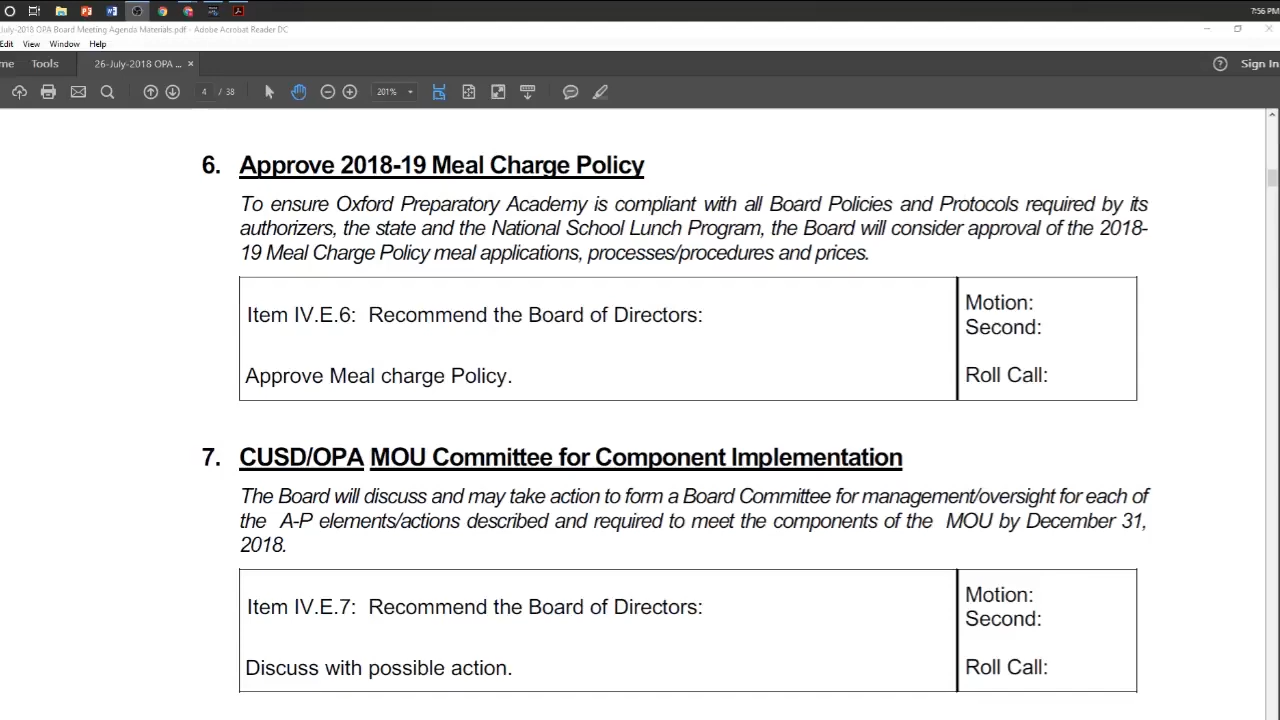 7:56 PM
July-2018 OPA Board Meeting Agenda Materials.pdf - Adobe Acrobat Reader DC
Edit View Window Help
me Tools 26-July-2018 OPA ... × Sign In
4 / 38 201%
6. Approve 2018-19 Meal Charge Policy
To ensure Oxford Preparatory Academy is compliant with all Board Policies and Protocols required by its
authorizers, the state and the National School Lunch Program, the Board will consider approval of the 2018-
19 Meal Charge Policy meal applications, processes/procedures and prices.
Item IV.E.6: Recommend the Board of Directors:
Approve Meal charge Policy.
Motion:
Second:
Roll Call:
7. CUSD/OPA MOU Committee for Component Implementation
The Board will discuss and may take action to form a Board Committee for management/oversight for each of
the A-P elements/actions described and required to meet the components of the MOU by December 31,
2018.
Item IV.E.7: Recommend the Board of Directors:
Discuss with possible action.
Motion:
Second:
Roll Call: